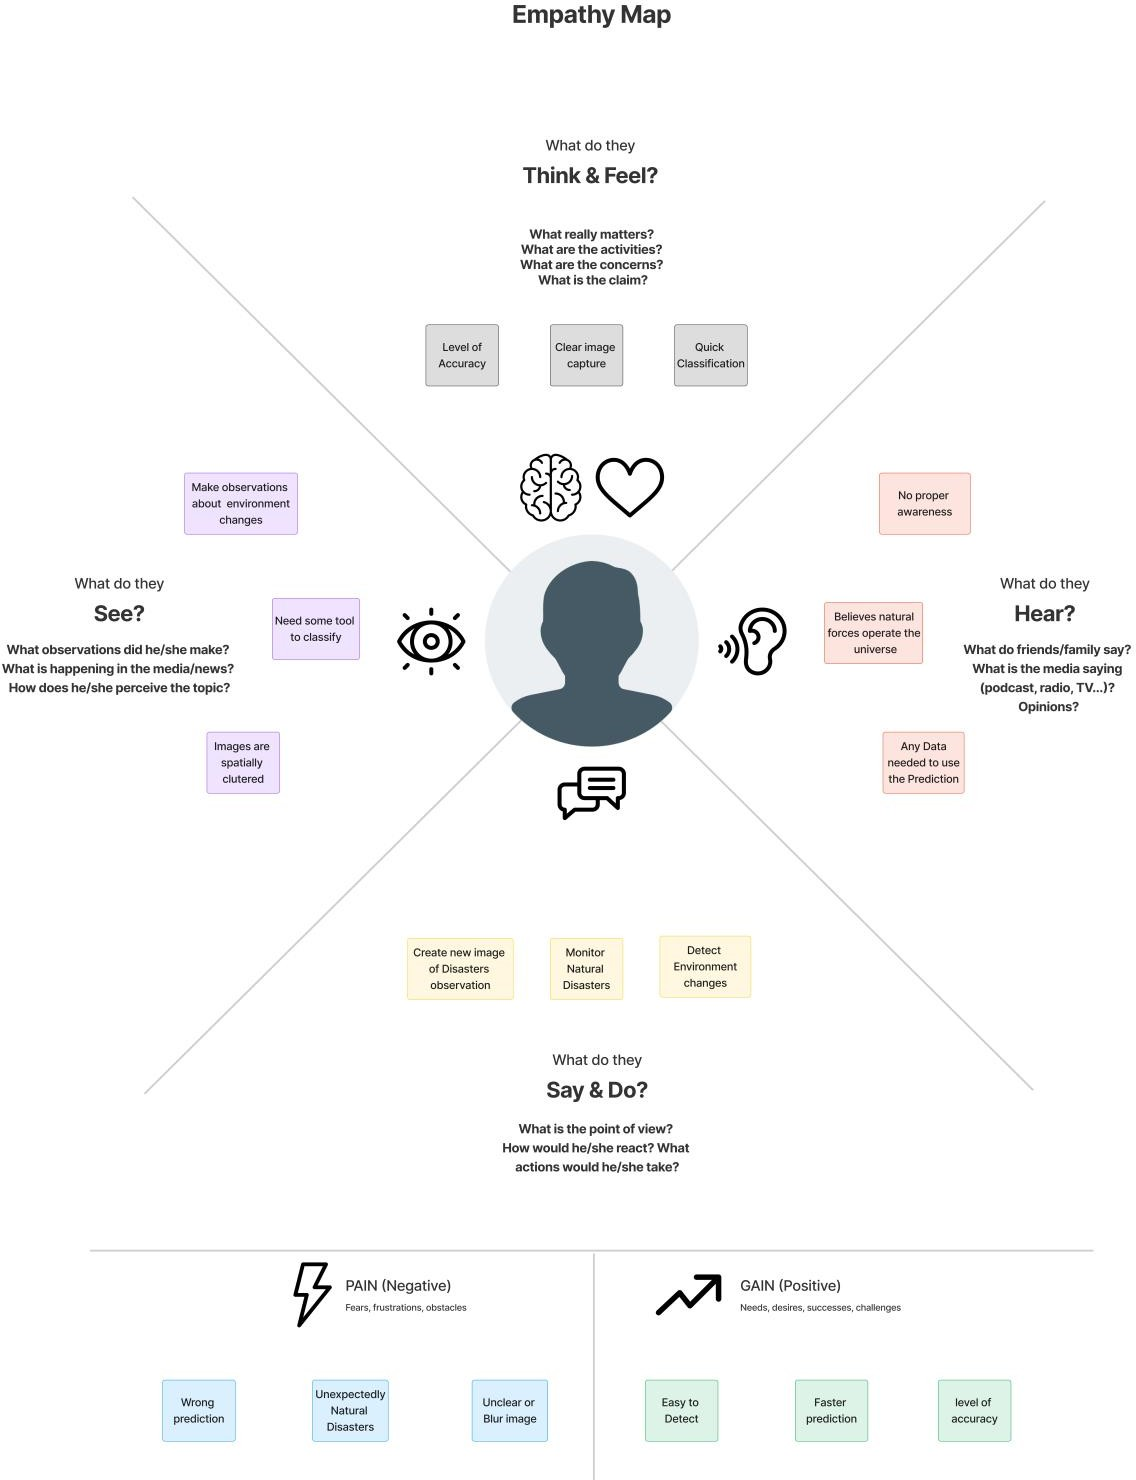 Empathy Map
What do they
Think & Feel?
What really matters?
What are the activities?
What are the concerns?
What is the claim?
Level of
Accuracy
Clear image
capture
Quick
Classification
Make observations
about environment
changes
What do they
See?
What observations did he/she make?
What is happening in the media/news?
How does he/she perceive the topic?
Need some tool
to classify
Images are
spatially
clutered
No proper
awareness
Believes natural
forces operate the
universe
What do they
Hear?
What do friends/family say?
What is the media saying
(podcast, radio, TV...)?
Opinions?
Any Data
needed to use
the Prediction
Create new image
of Disasters
observation
Monitor
Natural
Disasters
Detect
Environment
changes
What do they
Say & Do?
What is the point of view?
How would he/she react? What
actions would he/she take?
PAIN (Negative)
Fears, frustrations, obstacles
Wrong
prediction
Unexpectedly
Natural
Disasters
Unclear or
Blur image
GAIN (Positive)
Needs, desires, successes, challenges
Easy to
Detect
Faster
prediction
level of
accuracy